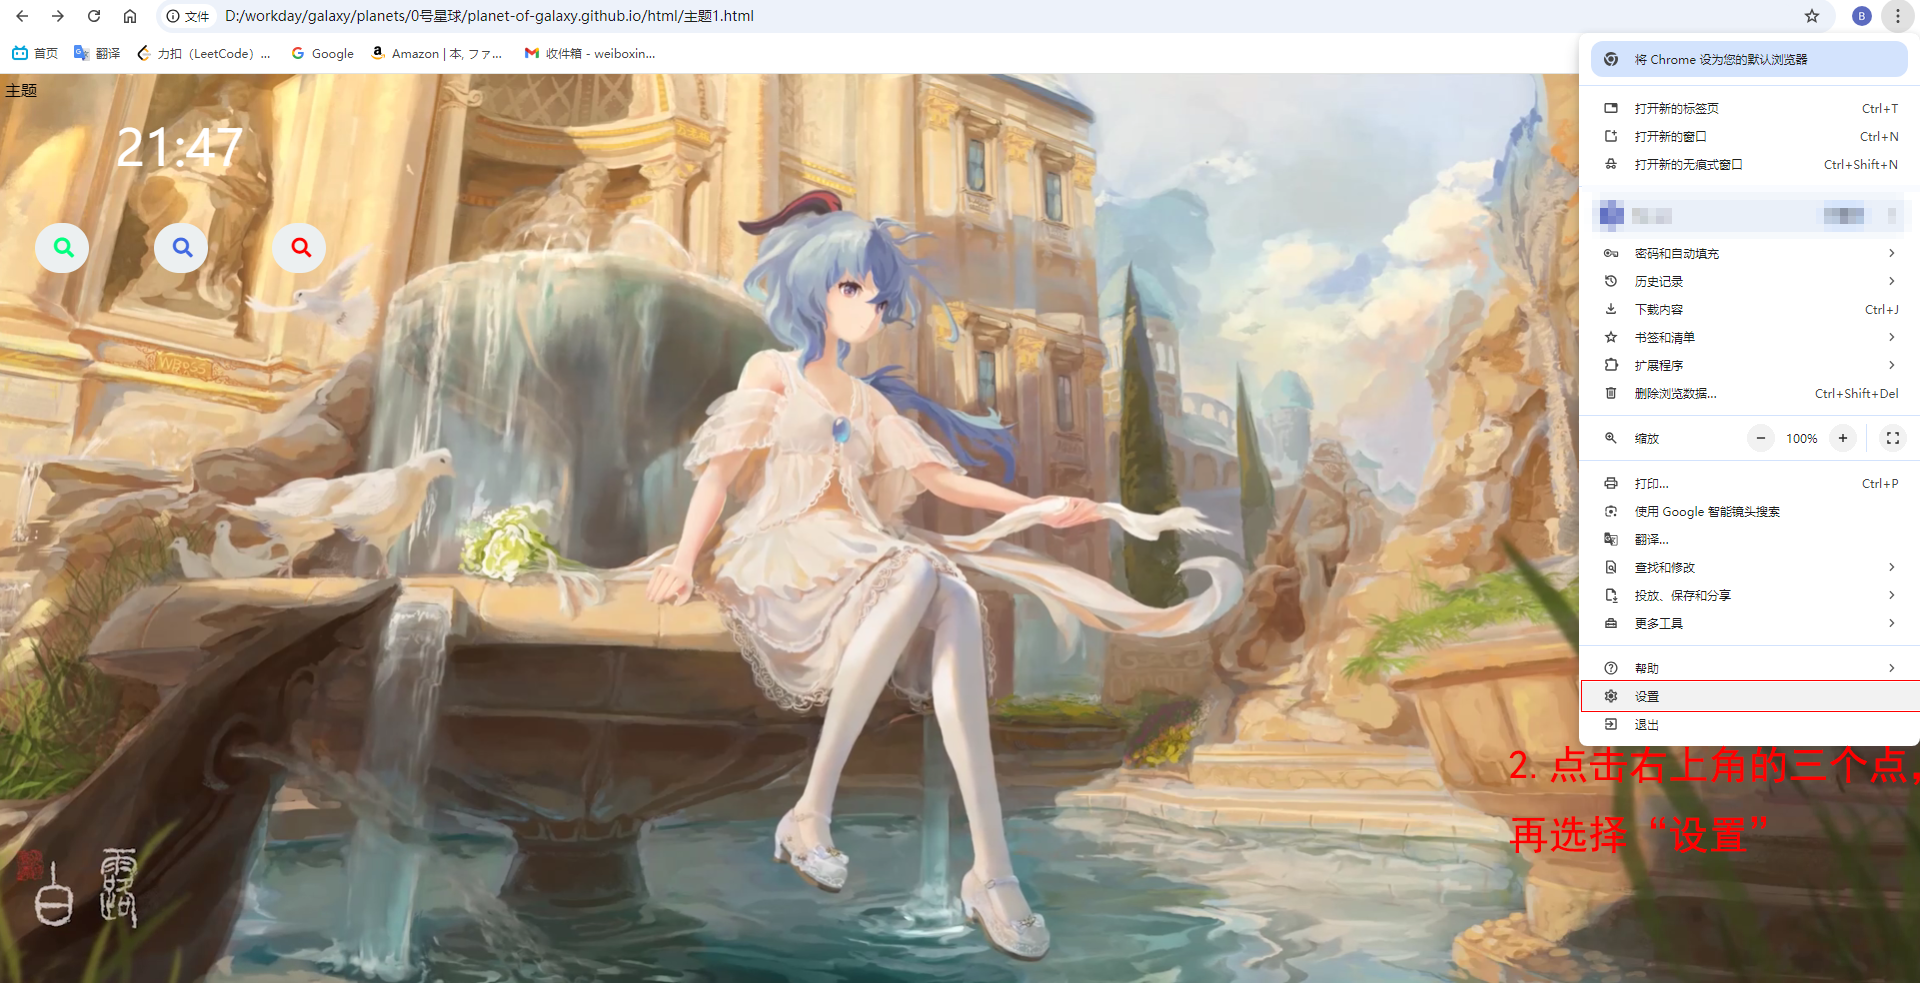 文件
D:/workday/galaxy/planets/0号星球/planet-of-galaxy.github.io/html/主题1.html
B
首页
翻译
力扣（LeetCode）...
Google
Amazon | 本, ファ...
收件箱 - weiboxin...
主题
21:47
WBOSS
白露
将 Chrome 设为您的默认浏览器
打开新的标签页 Ctrl+T
打开新的窗口 Ctrl+N
打开新的无痕式窗口 Ctrl+Shift+N
密码和自动填充
历史记录
下载内容 Ctrl+J
书签和清单
扩展程序
删除浏览数据... Ctrl+Shift+Del
缩放 − 100% +
打印... Ctrl+P
使用 Google 智能镜头搜索
翻译...
查找和修改
投放、保存和分享
更多工具
帮助
设置
退出
2.点击右上角的三个点，
再选择“设置”